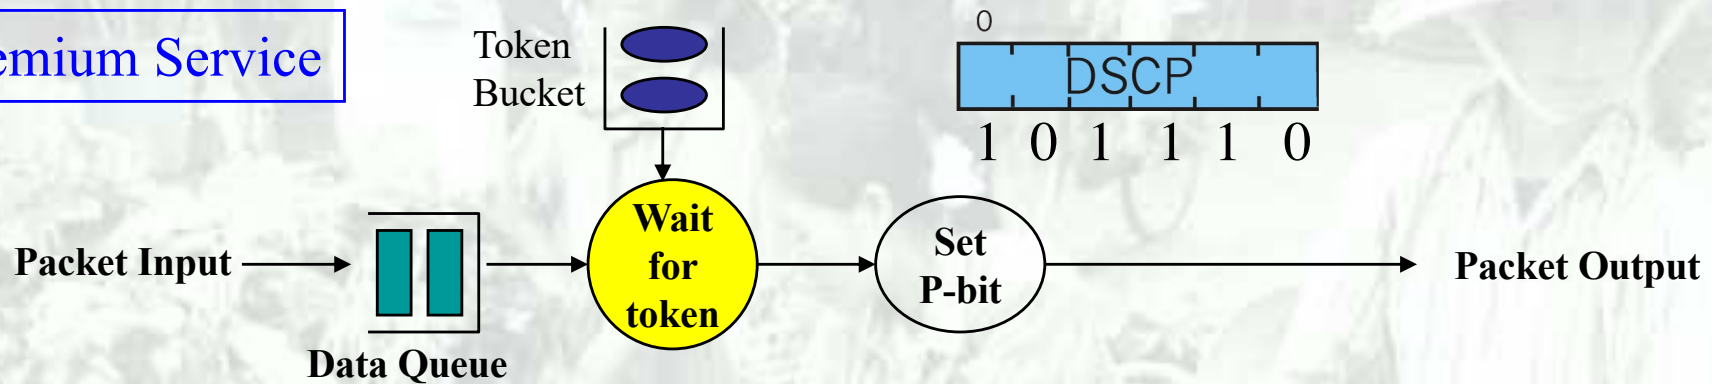 emium Service
Token
Bucket
0
DSCP
1 0 1 1 1 0
Packet Input
Wait
for
token
Set
P-bit
Packet Output
Data Queue